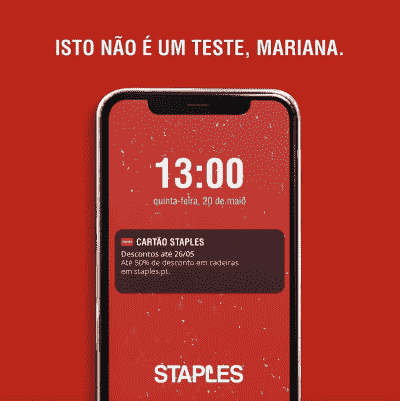 ISTO NÃO É UM TESTE, MARIANA.
13:00
quinta-feira, 20 de maio
CARTÃO STAPLES
Descontos até 26/05
Até 50% de desconto em cadeiras
em staples.pt.
STAPLES